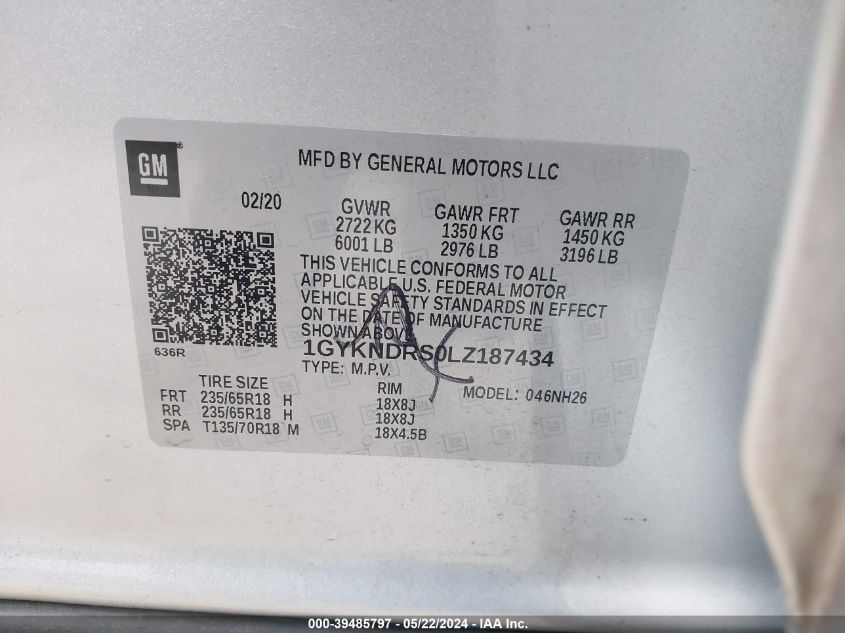 GM
MFD BY GENERAL MOTORS LLC
02/20
GVWR
2722 KG
6001 LB
GAWR FRT
1350 KG
2976 LB
GAWR RR
1450 KG
3196 LB
THIS VEHICLE CONFORMS TO ALL
APPLICABLE U.S. FEDERAL MOTOR
VEHICLE SAFETY STANDARDS IN EFFECT
ON THE DATE OF MANUFACTURE
SHOWN ABOVE
636R
1GYKNDRS0LZ187434
TYPE: M.P.V.
MODEL: 046NH26
TIRE SIZE RIM
FRT 235/65R18 H 18X8J
RR 235/65R18 H 18X8J
SPA T135/70R18 M 18X4.5B
000-39485797 - 05/22/2024 - IAA Inc.